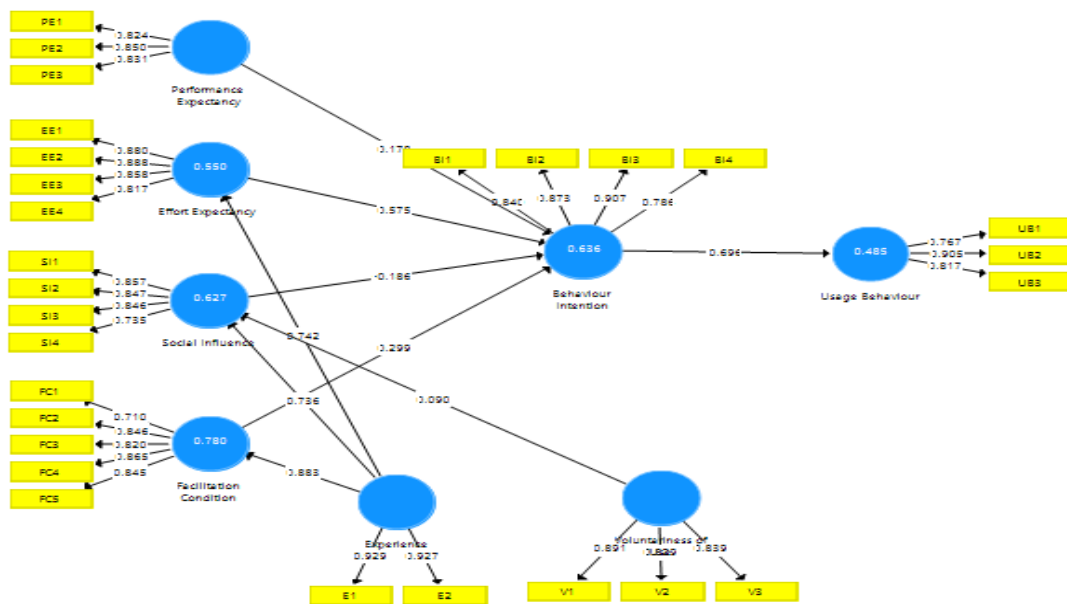 PE1
0.824
PE2
0.850
PE3
0.831
Performance
Expectancy
EE1
0.880
EE2
0.888
EE3
0.858
EE4
0.817
0.550
Effort Expectancy
SI1
0.857
SI2
0.847
SI3
0.846
SI4
0.735
0.627
Social Influence
FC1
0.710
FC2
0.846
FC3
0.820
FC4
0.865
FC5
0.845
0.780
Facilitation
Condition
0.575
-0.186
0.299
0.742
0.736
0.883
0.090
BI1
BI2
BI3
BI4
0.873
0.907
0.786
0.636
Behaviour
Intention
0.696
0.485
Usage Behaviour
UB1
0.767
UB2
0.905
UB3
0.817
Experience
0.929
0.927
E1
E2
Voluntariness of
0.891
0.839
V1
V2
V3